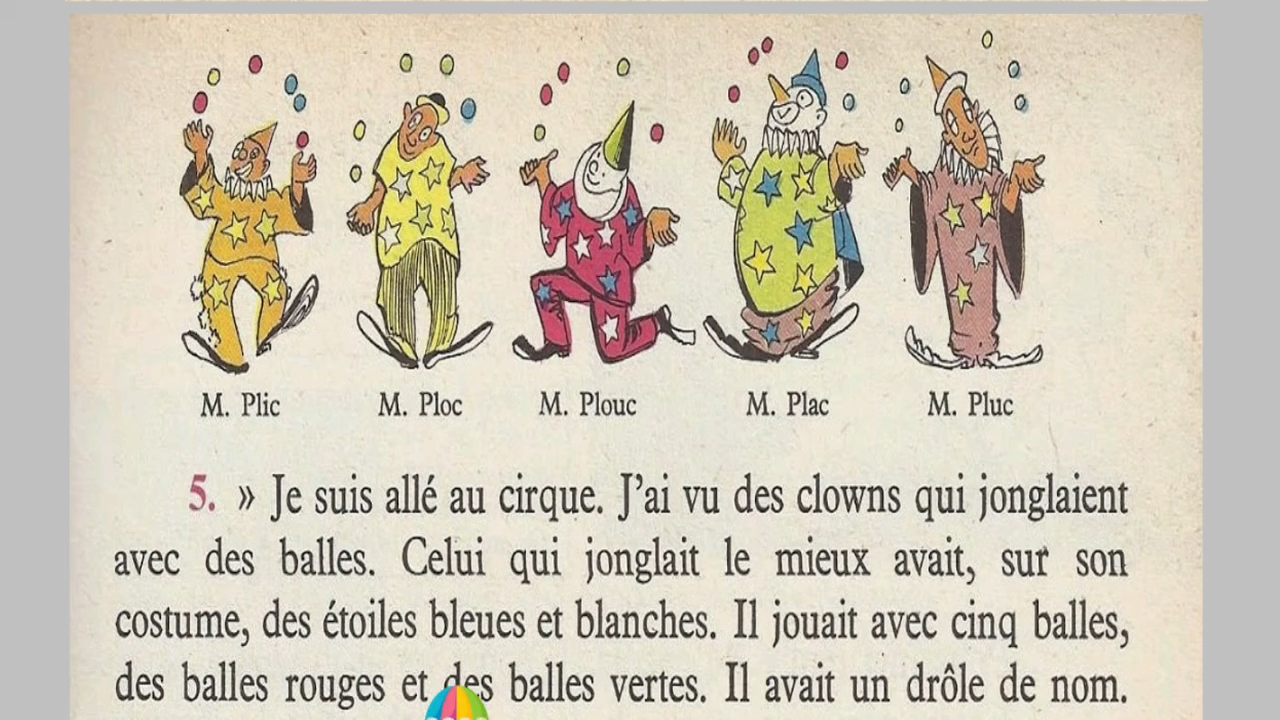 M. Plic M. Ploc M. Plouc M. Plac M. Pluc
5. » Je suis allé au cirque. J'ai vu des clowns qui jonglaient
avec des balles. Celui qui jonglait le mieux avait, sur son
costume, des étoiles bleues et blanches. Il jouait avec cinq balles,
des balles rouges et des balles vertes. Il avait un drôle de nom.